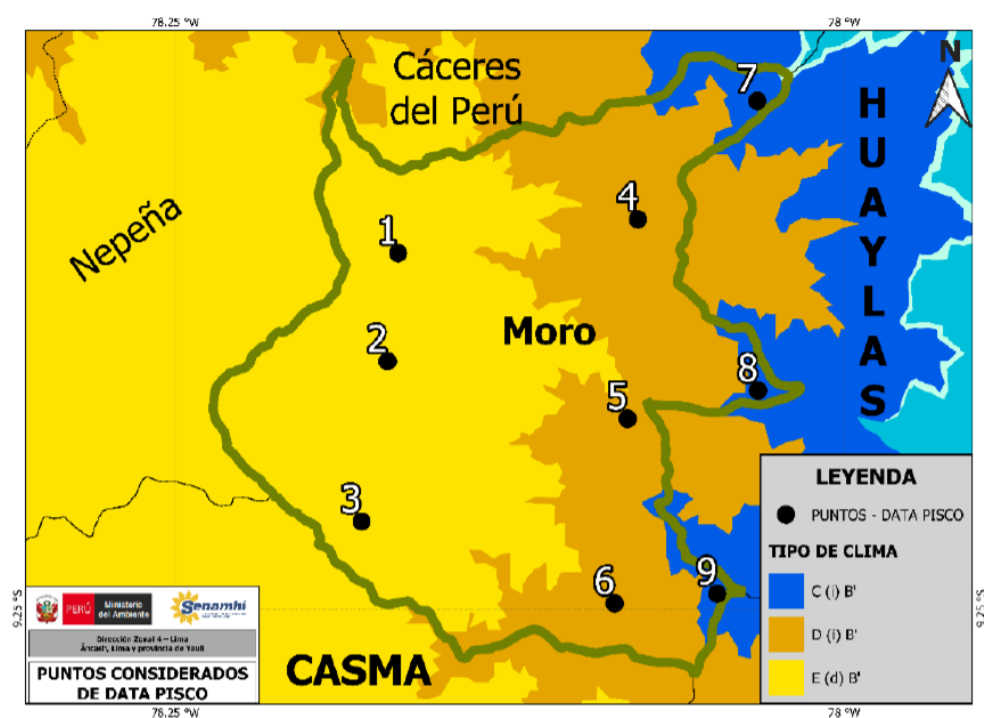 78.25 °W
78 °W
Cáceres
del Perú
N
7
HUAYLAS
Nepeña
4
1
Moro
2
8
5
3
6
9
CASMA
9.25 °S
9.25 °S
LEYENDA
PUNTOS - DATA PISCO
TIPO DE CLIMA
C (i) B'
D (i) B'
E (d) B'
PERÚ
Ministerio
del Ambiente
Senamhi
Dirección Zonal 4 – Lima
Áncash, Lima y provincia de Yauli
PUNTOS CONSIDERADOS
DE DATA PISCO
78.25 °W
78 °W